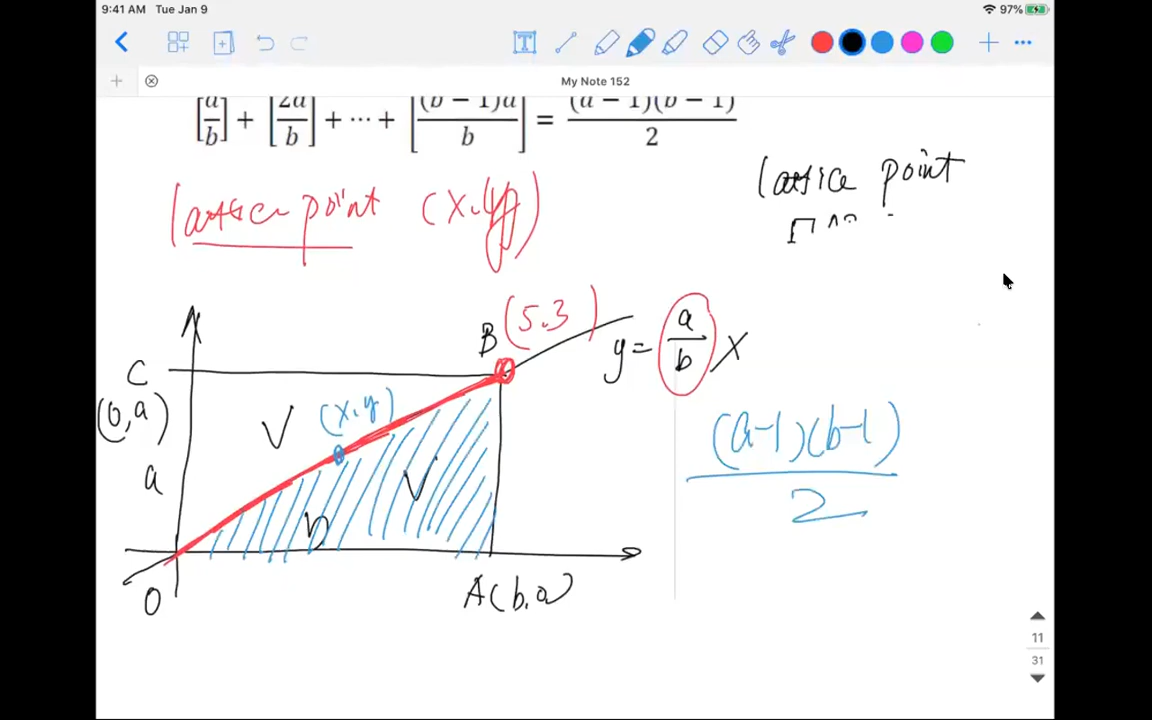 9:41 AM Tue Jan 9
97%
My Note 152
[a/b] + [2a/b] + ⋯ + [(b − 1)a/b] = (a − 1)(b − 1)/2
lattice point
lattice point (x,y)
B (5.3)
y = a/b x
C
(0,a)
(x,y)
V
a
V
b
(a-1)(b-1)
2
O
A(b,o)
11
31